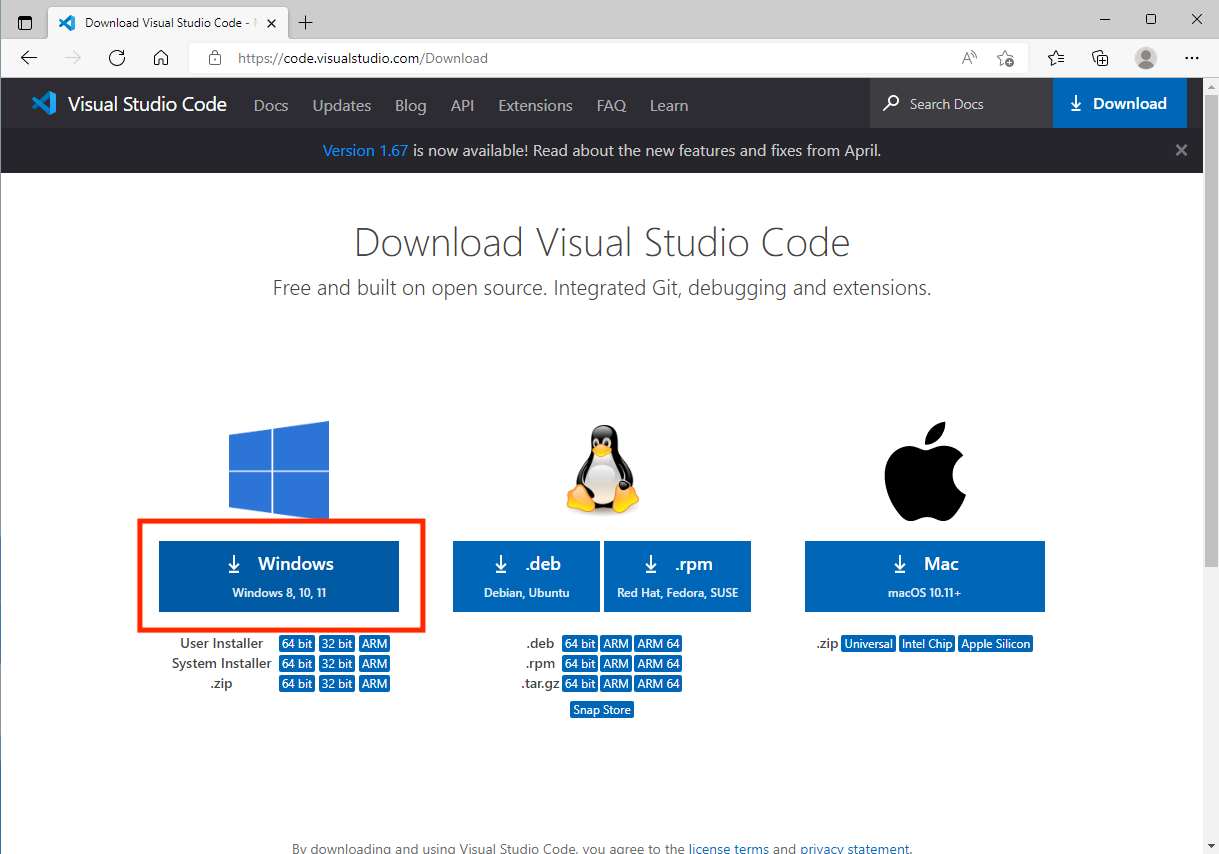 Download Visual Studio Code -
https://code.visualstudio.com/Download
Visual Studio Code Docs Updates Blog API Extensions FAQ Learn Search Docs Download
Version 1.67 is now available! Read about the new features and fixes from April.
Download Visual Studio Code
Free and built on open source. Integrated Git, debugging and extensions.
Windows .deb .rpm Mac
Windows 8, 10, 11 Debian, Ubuntu Red Hat, Fedora, SUSE macOS 10.11+
User Installer 64 bit 32 bit ARM .deb 64 bit ARM ARM 64 .zip Universal Intel Chip Apple Silicon
System Installer 64 bit 32 bit ARM .rpm 64 bit ARM ARM 64
.zip 64 bit 32 bit ARM .tar.gz 64 bit ARM ARM 64
Snap Store
By downloading and using Visual Studio Code, you agree to the license terms and privacy statement.